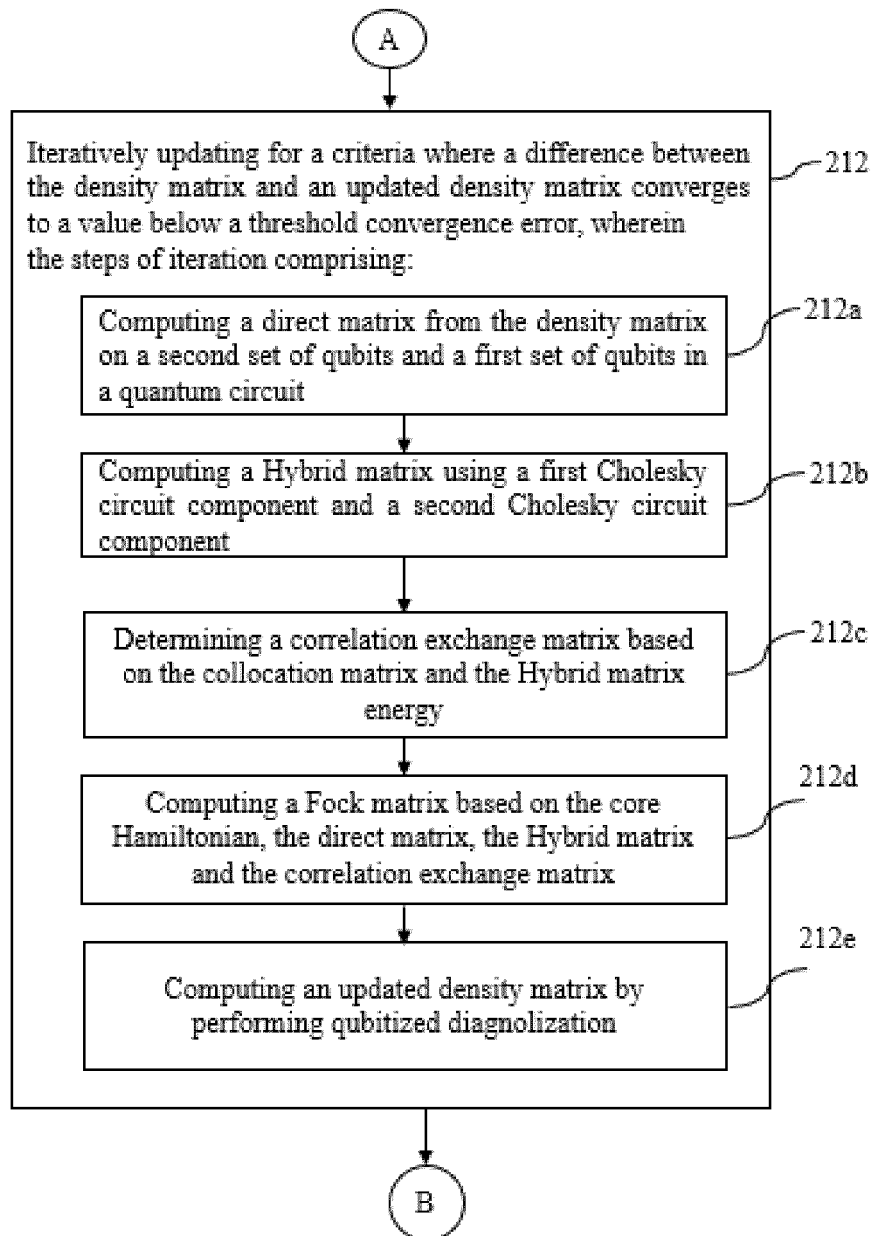 A
Iteratively updating for a criteria where a difference between
the density matrix and an updated density matrix converges
to a value below a threshold convergence error, wherein
the steps of iteration comprising:
212
Computing a direct matrix from the density matrix
on a second set of qubits and a first set of qubits in
a quantum circuit
212a
Computing a Hybrid matrix using a first Cholesky
circuit component and a second Cholesky circuit
component
212b
Determining a correlation exchange matrix based
on the collocation matrix and the Hybrid matrix
energy
212c
Computing a Fock matrix based on the core
Hamiltonian, the direct matrix, the Hybrid matrix
and the correlation exchange matrix
212d
Computing an updated density matrix by
performing qubitized diagnolization
212e
B